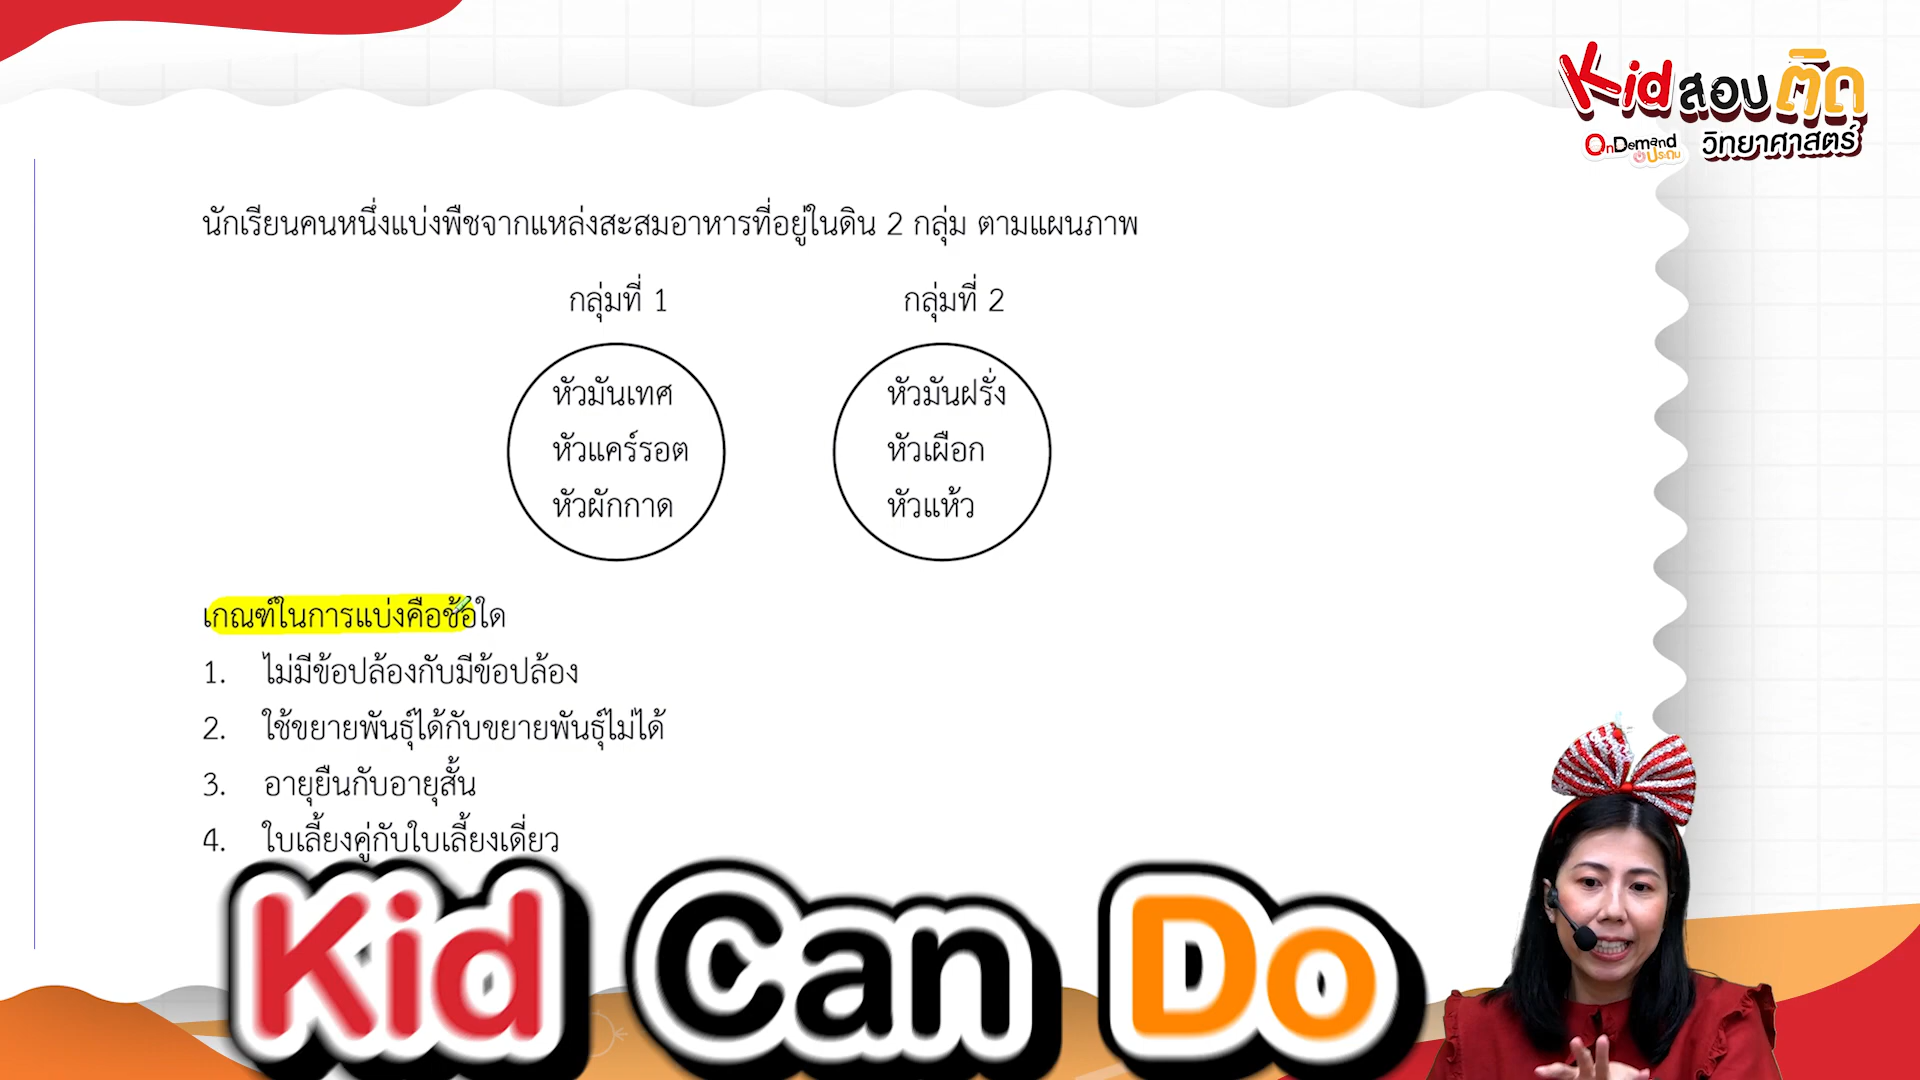 Kidสอบติด
OnDemand ประถม วิทยาศาสตร์
นักเรียนคนหนึ่งแบ่งพืชจากแหล่งสะสมอาหารที่อยู่ในดิน 2 กลุ่ม ตามแผนภาพ
กลุ่มที่ 1 กลุ่มที่ 2
หัวมันเทศ หัวมันฝรั่ง
หัวแคร์รอต หัวเผือก
หัวผักกาด หัวแห้ว
เกณฑ์ในการแบ่งคือข้อใด
1. ไม่มีข้อปล้องกับมีข้อปล้อง
2. ใช้ขยายพันธุ์ได้กับขยายพันธุ์ไม่ได้
3. อายุยืนกับอายุสั้น
4. ใบเลี้ยงคู่กับใบเลี้ยงเดี่ยว
Kid Can Do